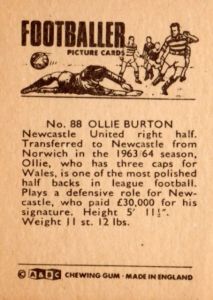 FOOTBALLER
PICTURE CARDS
No. 88 OLLIE BURTON
Newcastle United right half.
Transferred to Newcastle from
Norwich in the 1963/64 season,
Ollie, who has three caps for
Wales, is one of the most polished
half backs in league football.
Plays a defensive role for New-
castle, who paid £30,000 for his
signature. Height 5' 11½".
Weight 11 st. 12 lbs.
© A&BC CHEWING GUM · MADE IN ENGLAND